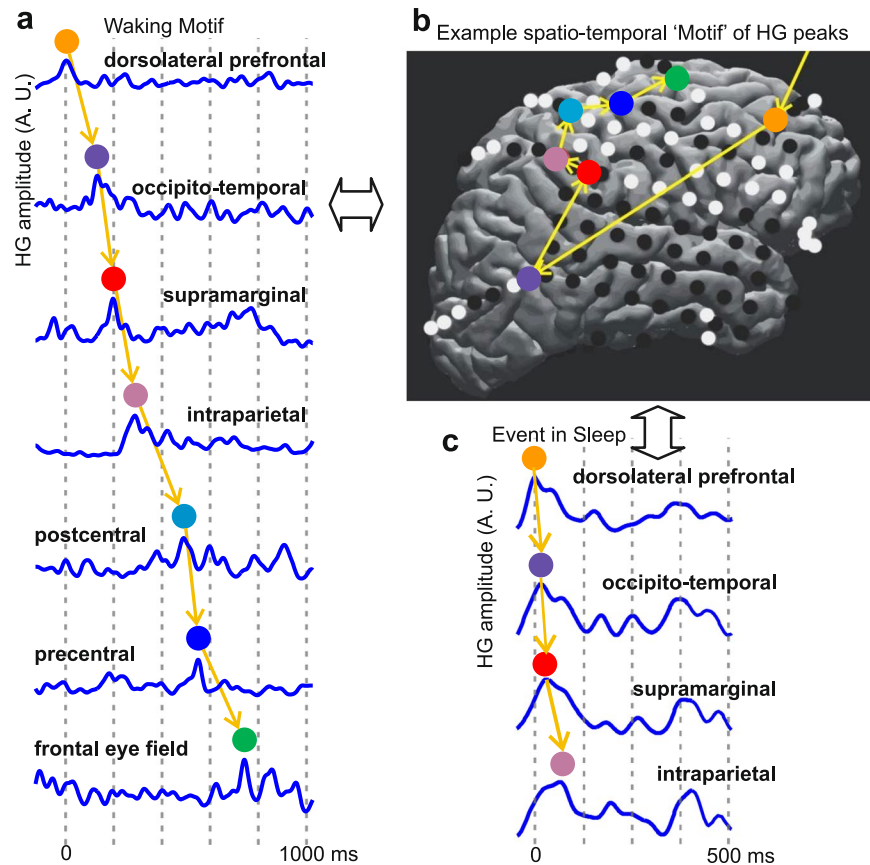 a
Waking Motif
dorsolateral prefrontal
HG amplitude (A. U.)
occipito-temporal
supramarginal
intraparietal
postcentral
precentral
frontal eye field
0
1000 ms
b
Example spatio-temporal ‘Motif’ of HG peaks
c
Event in Sleep
dorsolateral prefrontal
HG amplitude (A. U.)
occipito-temporal
supramarginal
intraparietal
0
500 ms